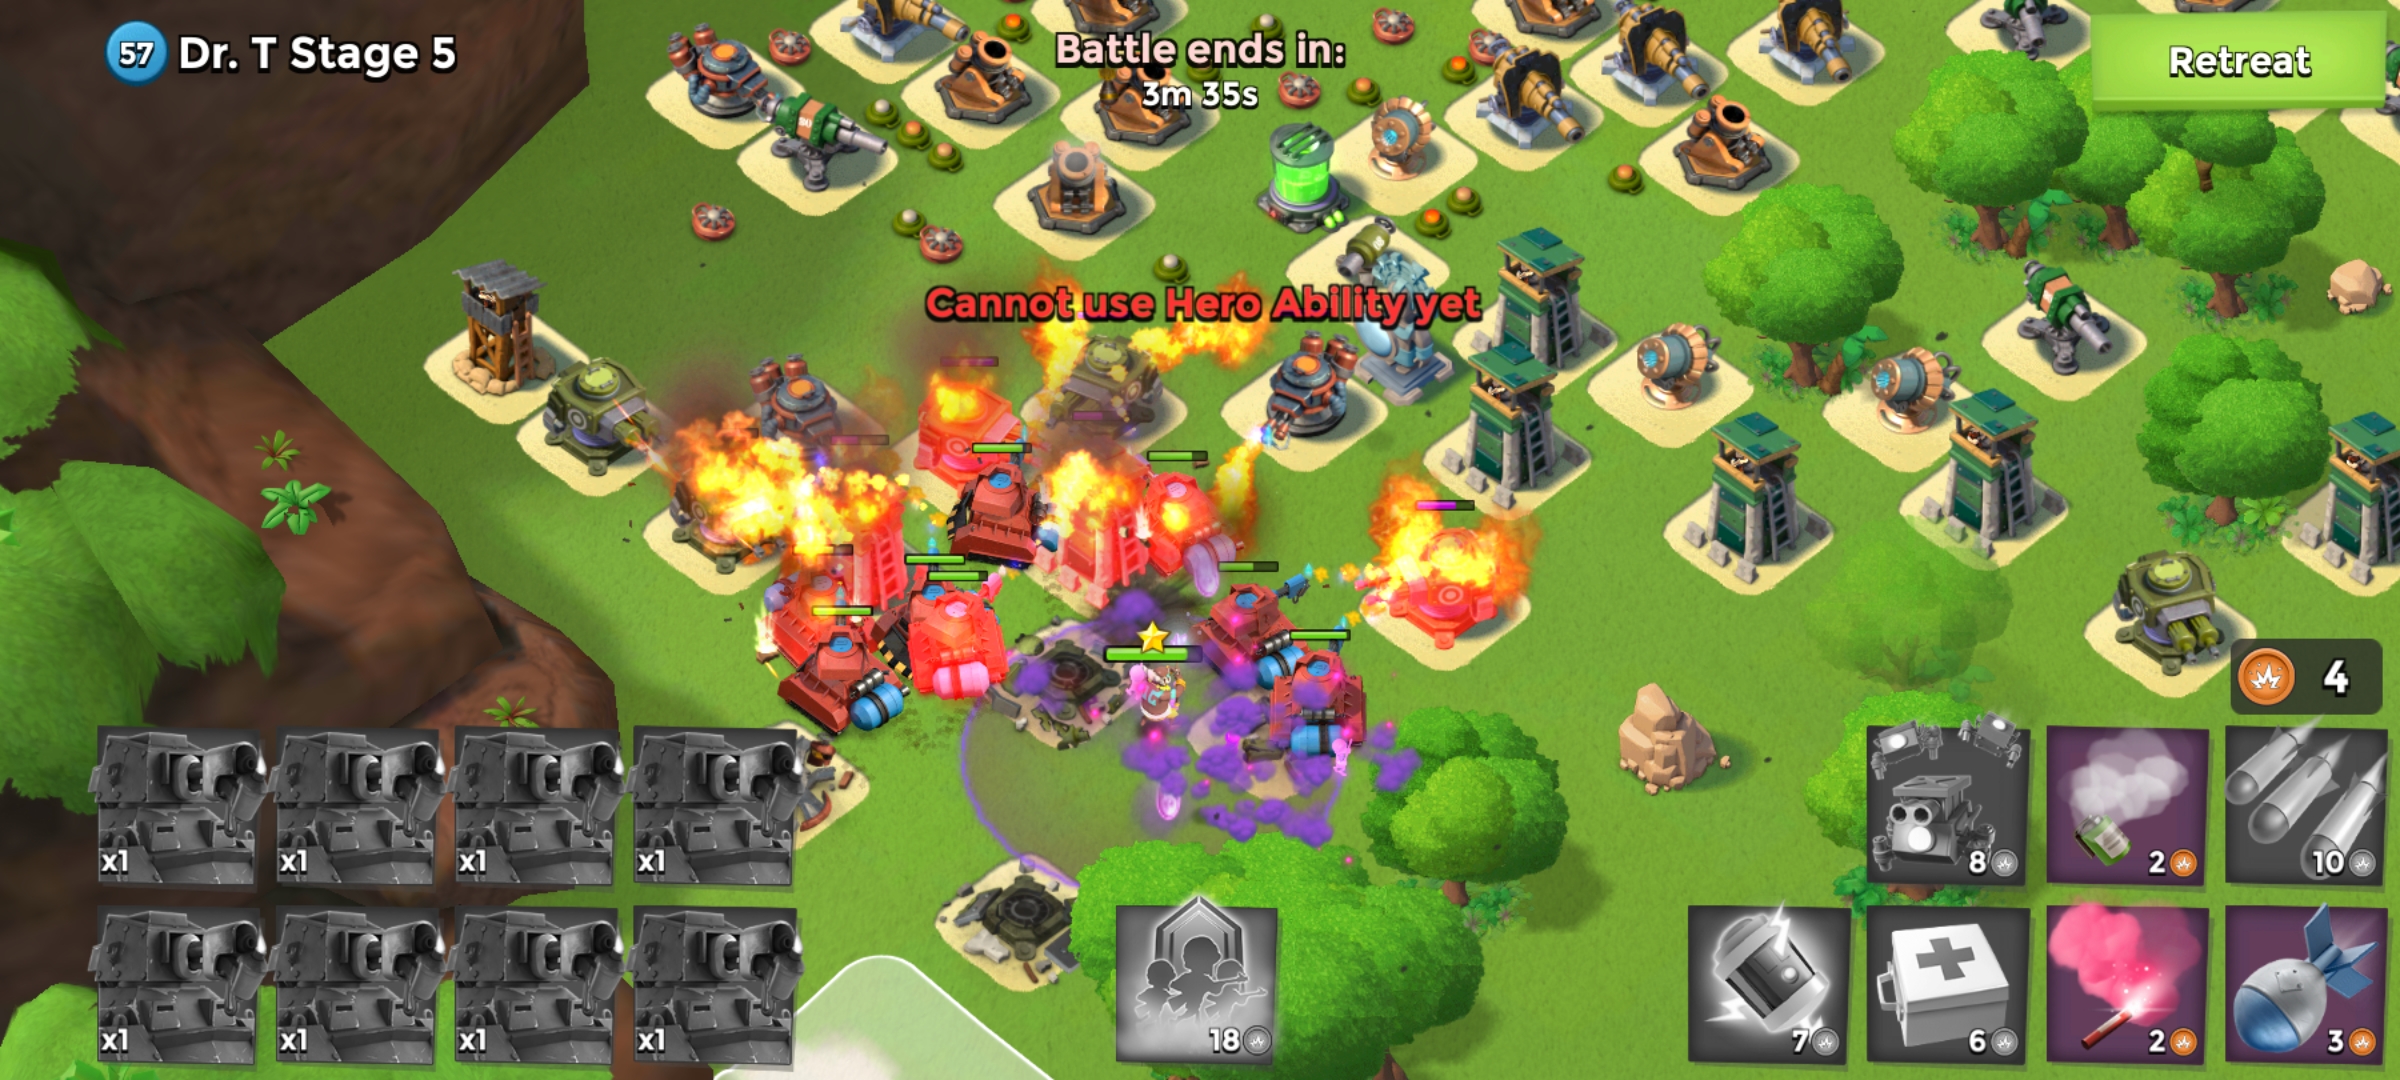 57 Dr. T Stage 5
Battle ends in:
3m 35s
Retreat
Cannot use Hero Ability yet
4
x1
x1
x1
x1
8
2
10
x1
x1
x1
x1
18
7
6
2
3